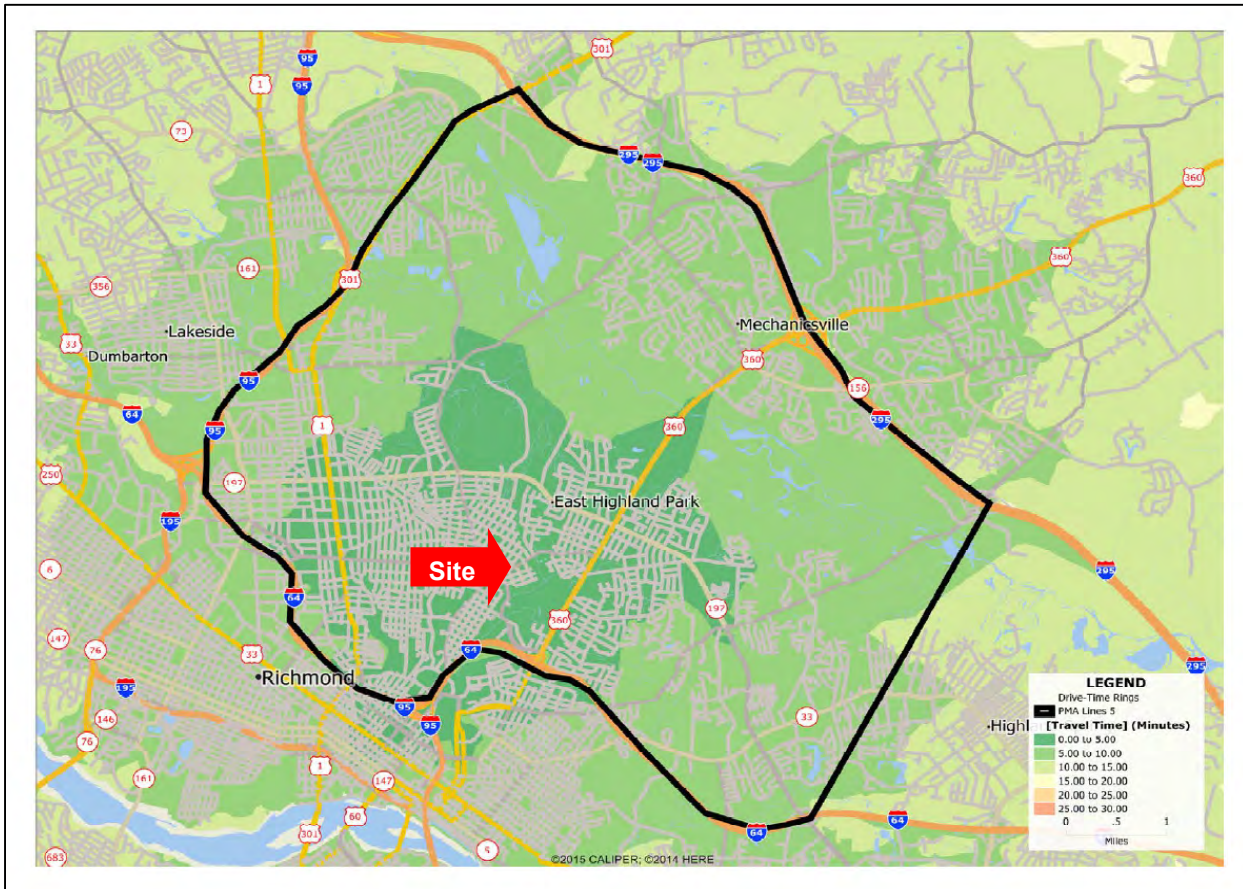 95
301
1
95
73
295
295
360
360
161
301
356
Lakeside
33
Dumbarton
Mechanicsville
360
95
156
64
295
95
1
360
250
197
East Highland Park
195
Site
6
295
64
197
360
147
33
64
76
Richmond
295
195
95
146
95
33
76
161
1
147
301
60
5
683
64
64
LEGEND
Drive-Time Rings
PMA Lines 5
[Travel Time] (Minutes)
0.00 to 5.00
5.00 to 10.00
10.00 to 15.00
15.00 to 20.00
20.00 to 25.00
25.00 to 30.00
0 .5 1
Miles
©2015 CALIPER; ©2014 HERE